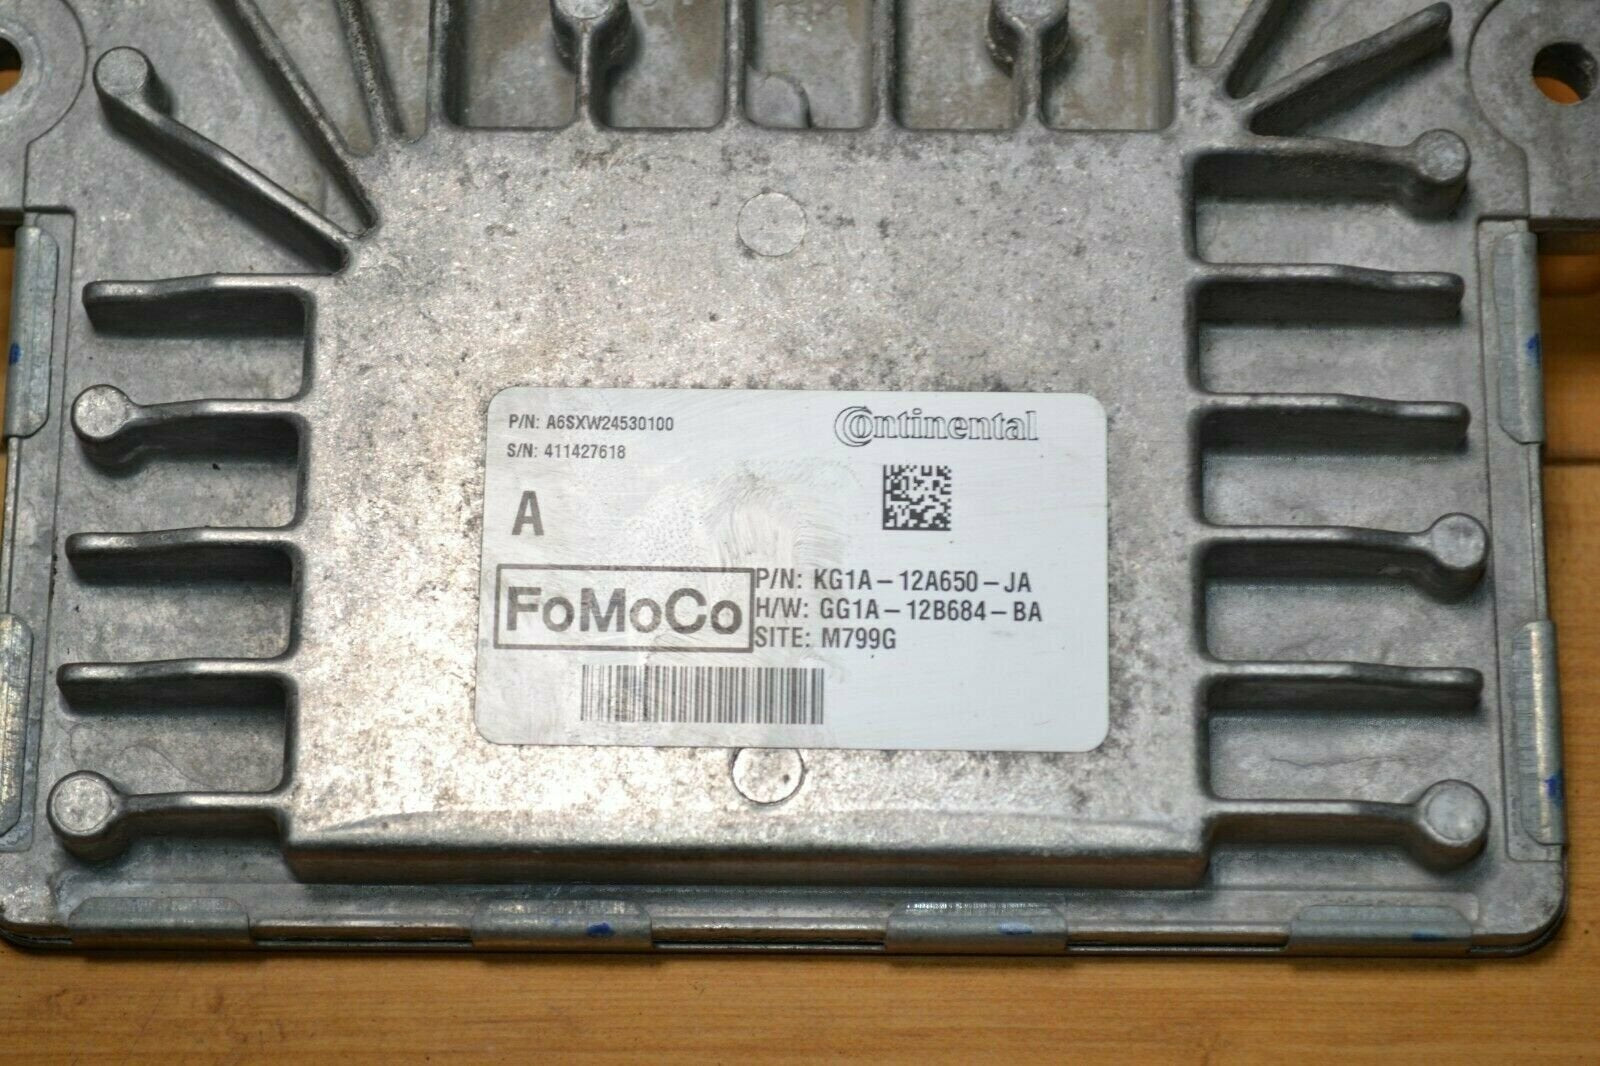 P/N: A6SXW24530100
S/N: 411427618
Continental
A
FoMoCo
P/N: KG1A-12A650-JA
H/W: GG1A-12B684-BA
SITE: M799G